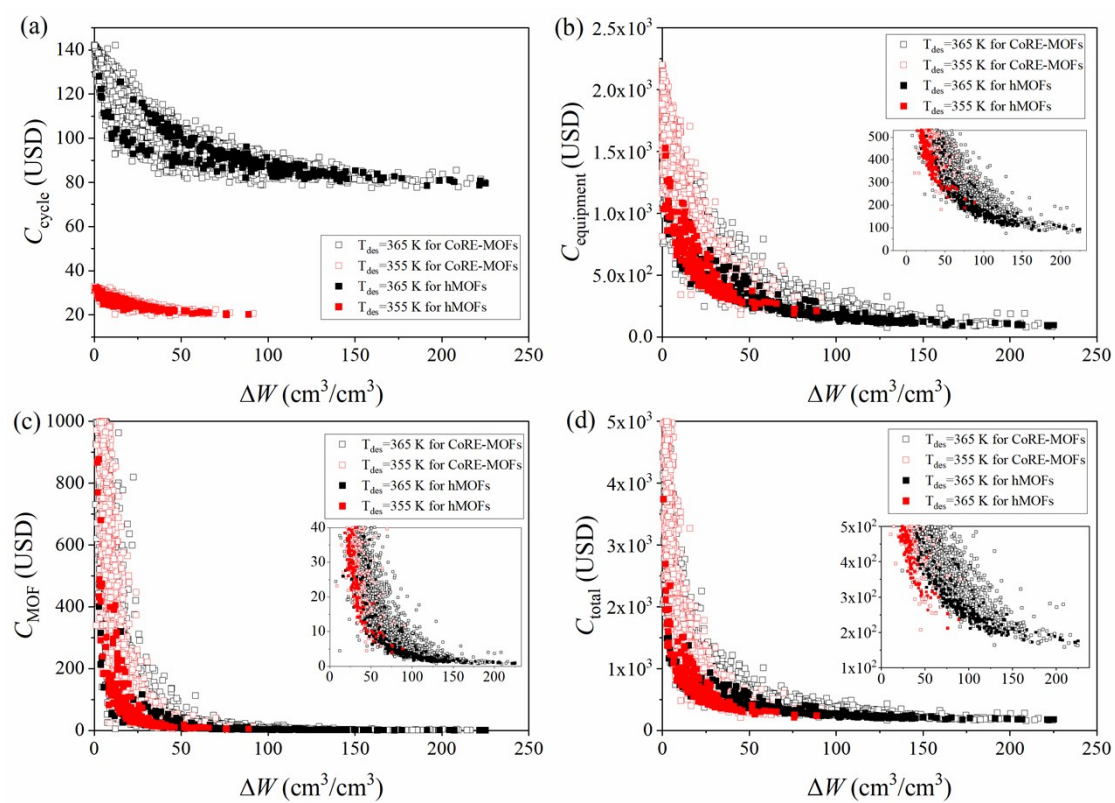 (a)
C_cycle (USD)
140
120
100
80
60
40
20
0 50 100 150 200 250
ΔW (cm³/cm³)
T_des=365 K for CoRE-MOFs
T_des=355 K for CoRE-MOFs
T_des=365 K for hMOFs
T_des=355 K for hMOFs
(b)
C_equipment (USD)
2.5x10³
2.0x10³
1.5x10³
1.0x10³
5.0x10²
0.0
0 50 100 150 200 250
ΔW (cm³/cm³)
T_des=365 K for CoRE-MOFs
T_des=355 K for CoRE-MOFs
T_des=365 K for hMOFs
T_des=355 K for hMOFs
500
400
300
200
100
0 50 100 150 200
(c)
C_MOF (USD)
1000
800
600
400
200
0
0 50 100 150 200 250
ΔW (cm³/cm³)
T_des=365 K for CoRE-MOFs
T_des=355 K for CoRE-MOFs
T_des=365 K for hMOFs
T_des=355 K for hMOFs
40
30
20
10
0
0 50 100 150 200
(d)
C_total (USD)
5x10³
4x10³
3x10³
2x10³
1x10³
0
0 25 50 75 100 125 150 175 200 225 250
ΔW (cm³/cm³)
T_des=365 K for CoRE-MOFs
T_des=355 K for CoRE-MOFs
T_des=365 K for hMOFs
T_des=365 K for hMOFs
5x10²
4x10²
3x10²
2x10²
1x10²
0 50 100 150 200